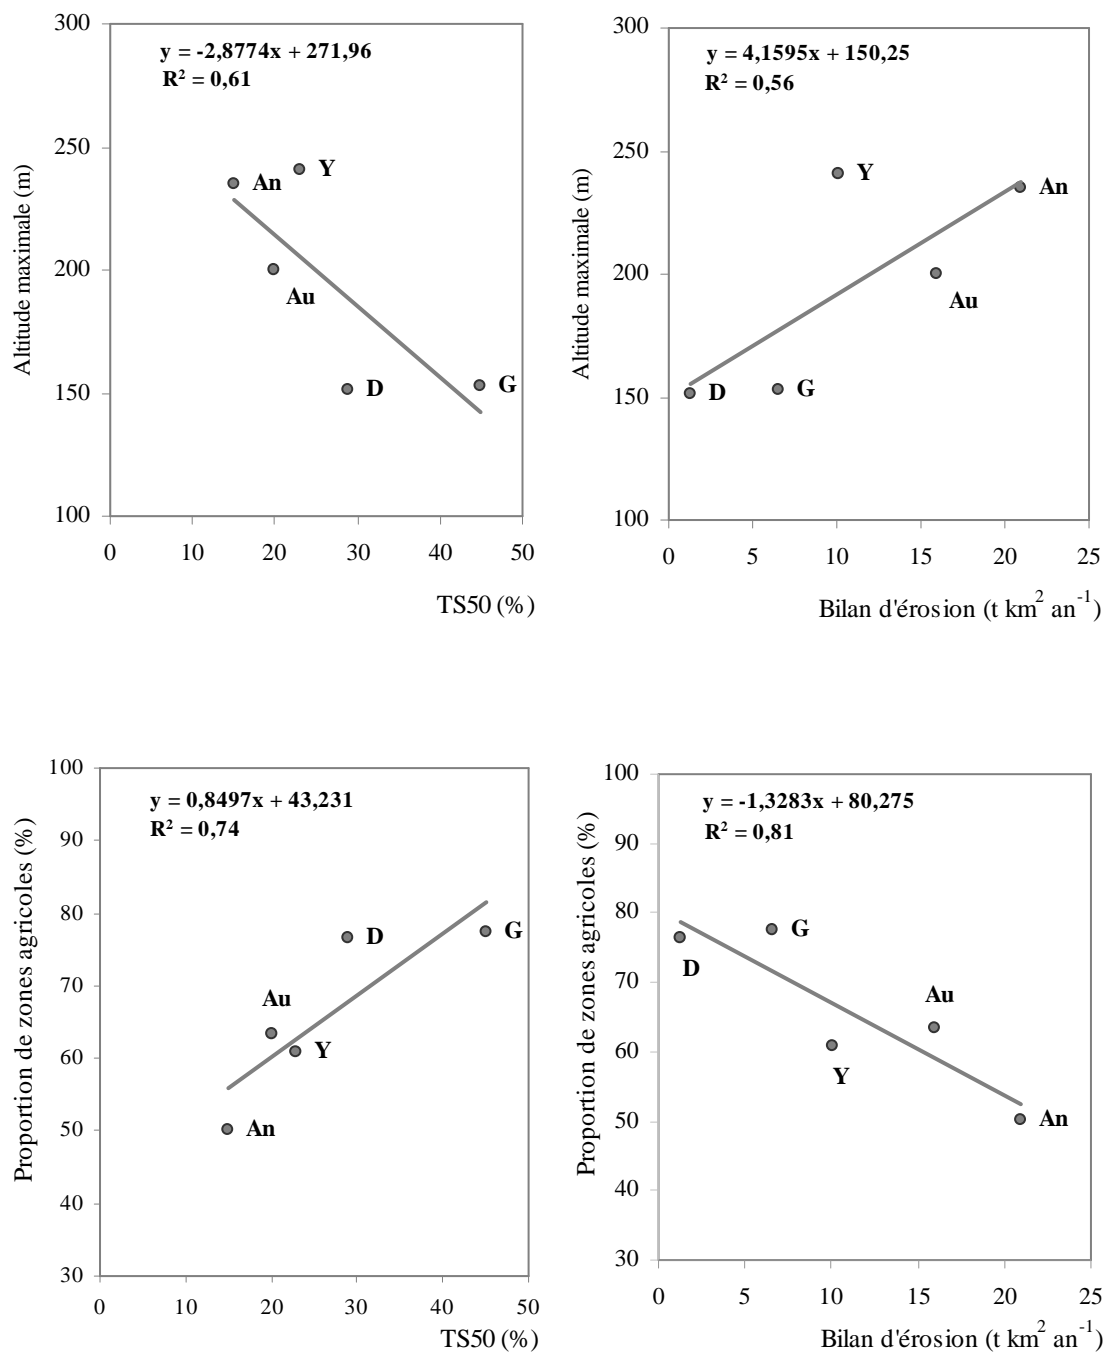 y = -2,8774x + 271,96
R² = 0,61
300
250
200
150
100
Altitude maximale (m)
An
Y
Au
D
G
0 10 20 30 40 50
TS50 (%)
y = 4,1595x + 150,25
R² = 0,56
300
250
200
150
100
Altitude maximale (m)
Y
An
Au
D
G
0 5 10 15 20 25
Bilan d'érosion (t km² an⁻¹)
y = 0,8497x + 43,231
R² = 0,74
100
90
80
70
60
50
40
30
Proportion de zones agricoles (%)
D
G
Au
Y
An
0 10 20 30 40 50
TS50 (%)
y = -1,3283x + 80,275
R² = 0,81
100
90
80
70
60
50
40
30
Proportion de zones agricoles (%)
G
D
Au
Y
An
0 5 10 15 20 25
Bilan d'érosion (t km² an⁻¹)